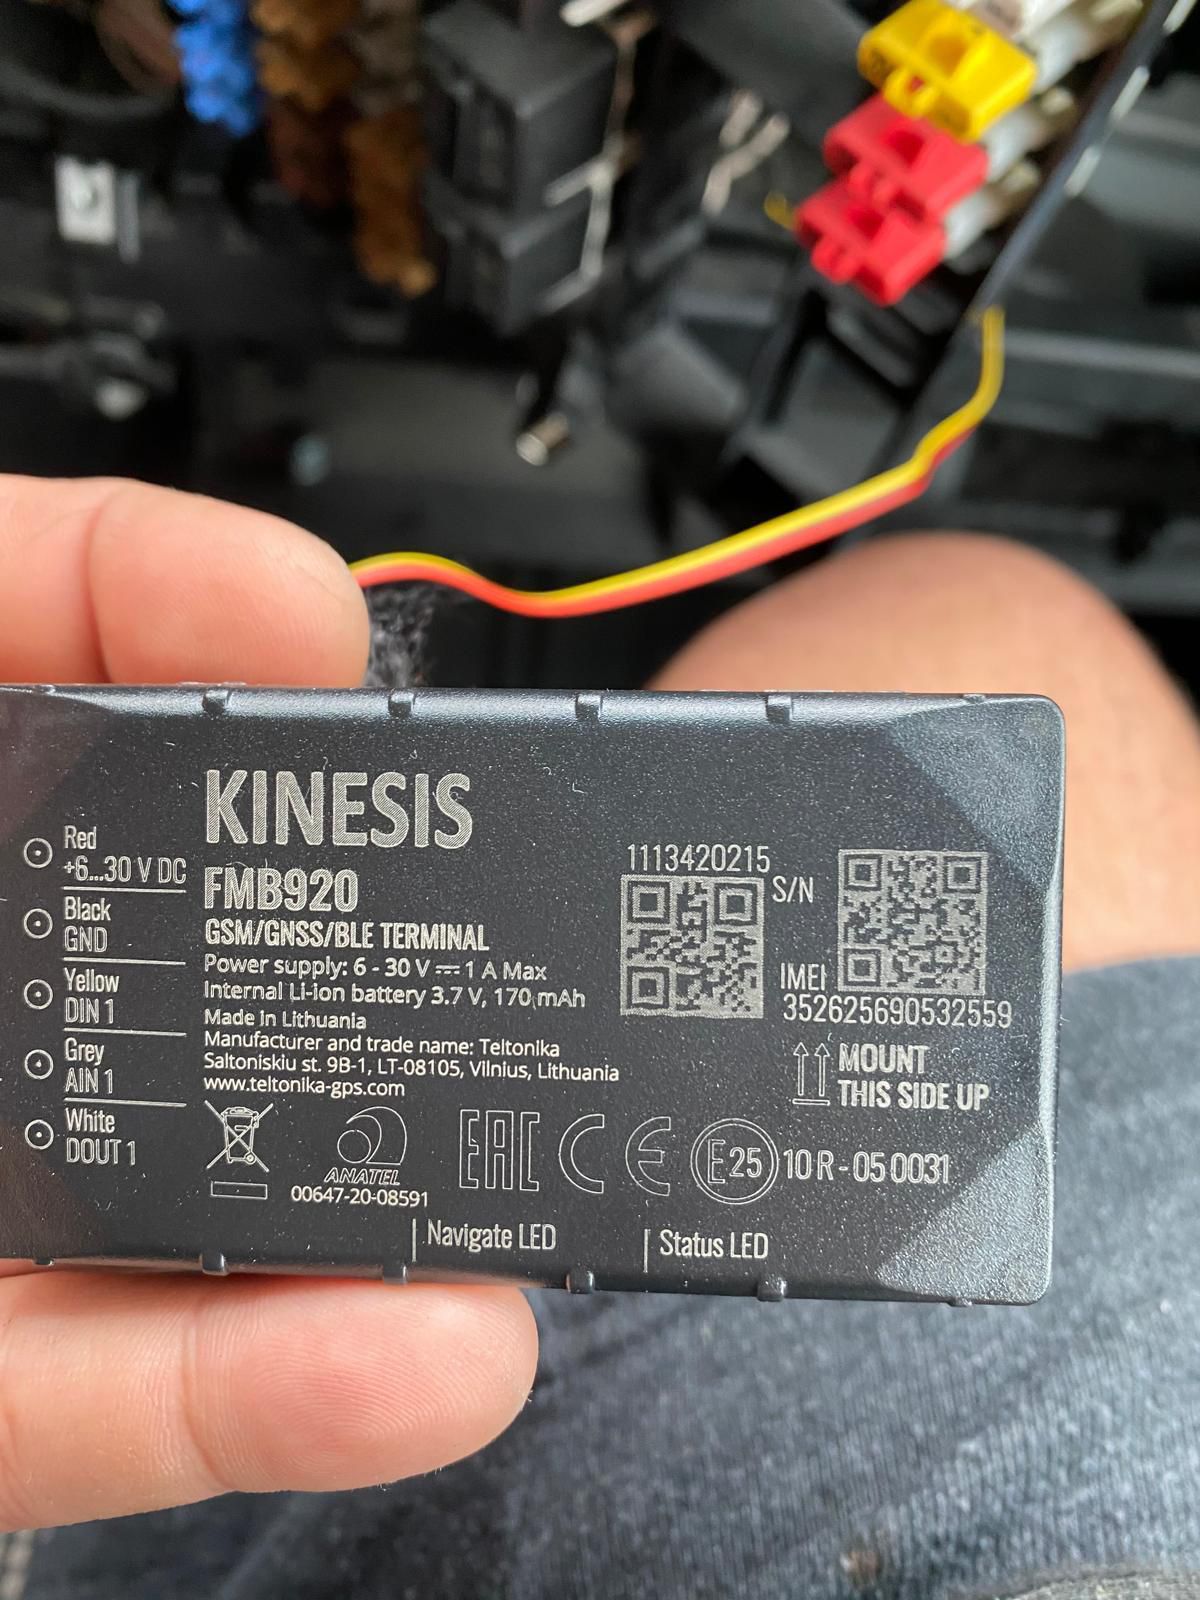 KINESIS
FMB920
GSM/GNSS/BLE TERMINAL
Power supply: 6 - 30 V ⎓ 1 A Max
Internal Li-ion battery 3.7 V, 170 mAh
Made in Lithuania
Manufacturer and trade name: Teltonika
Saltoniskiu st. 9B-1, LT-08105, Vilnius, Lithuania
www.teltonika-gps.com
Red
+6...30 V DC
Black
GND
Yellow
DIN 1
Grey
AIN 1
White
DOUT 1
1113420215
S/N
IMEI
352625690532559
MOUNT
THIS SIDE UP
ANATEL
00647-20-08591
EAC
CE
E25 10 R - 05 0031
Navigate LED
Status LED